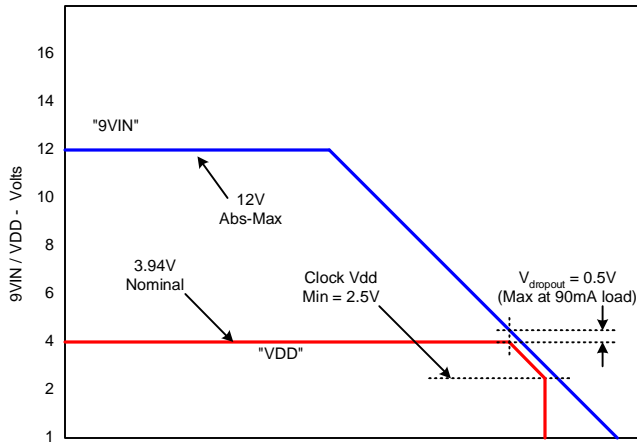 16
14
"9VIN"
12
12V
Abs-Max
10
9VIN / VDD - Volts
8
3.94V
Nominal
Clock Vdd
Min = 2.5V
Vdropout = 0.5V
(Max at 90mA load)
6
4
"VDD"
2
1